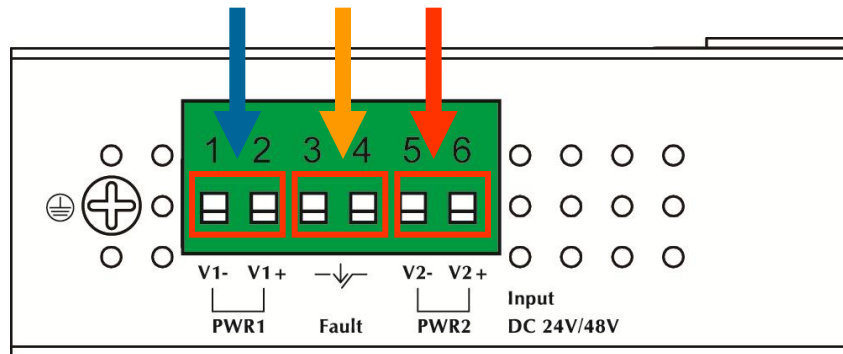 1 2 3 4 5 6
V1- V1+ V2- V2+
PWR1 Fault PWR2
Input
DC 24V/48V